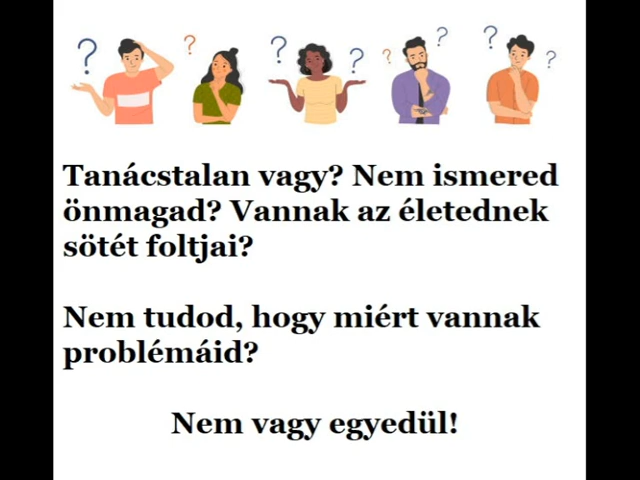 Tanácstalan vagy? Nem ismered
önmagad? Vannak az életednek
sötét foltjai?
Nem tudod, hogy miért vannak
problémáid?
Nem vagy egyedül!